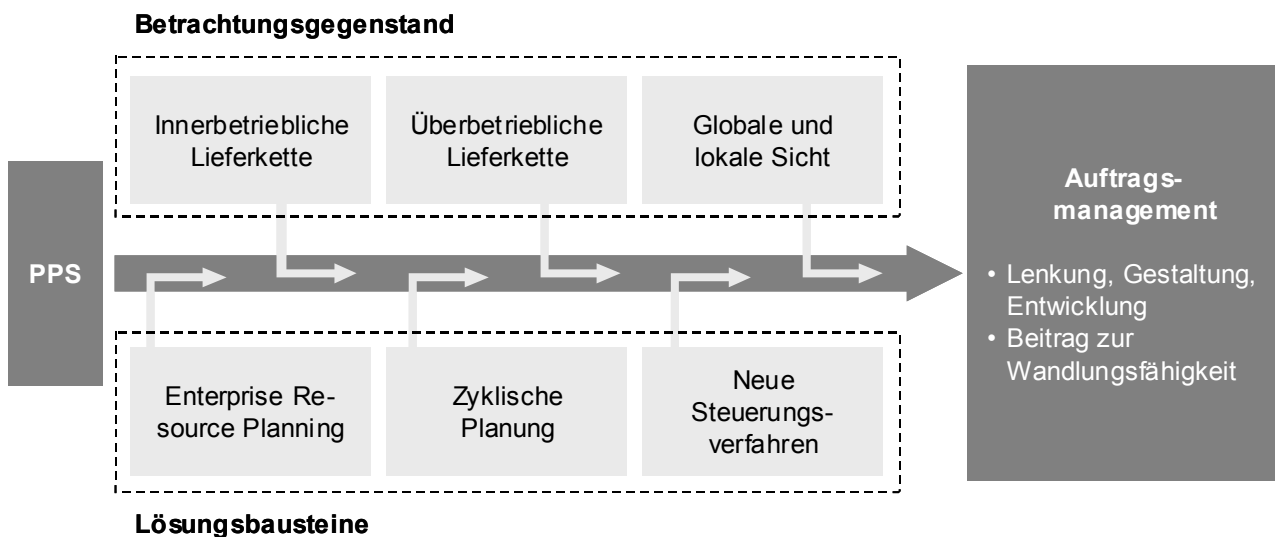 Betrachtungsgegenstand
Innerbetriebliche
Lieferkette
Überbetriebliche
Lieferkette
Globale und
lokale Sicht
PPS
Auftrags-
management
• Lenkung, Gestaltung,
Entwicklung
• Beitrag zur
Wandlungsfähigkeit
Enterprise Re-
source Planning
Zyklische
Planung
Neue
Steuerungs-
verfahren
Lösungsbausteine